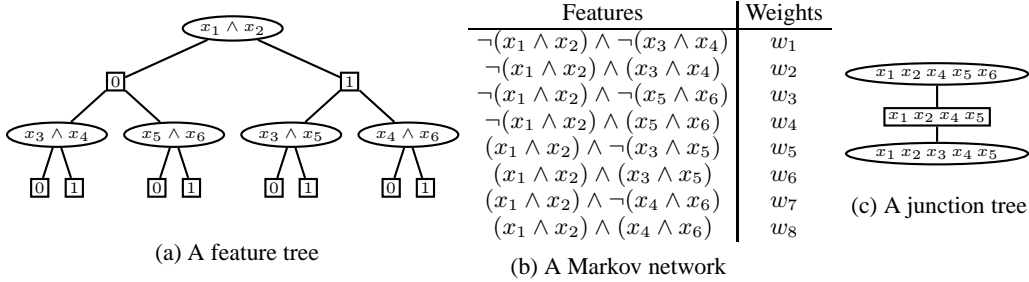 x₁ ∧ x₂
0 1
x₃ ∧ x₄ x₅ ∧ x₆ x₃ ∧ x₅ x₄ ∧ x₆
0 1 0 1 0 1 0 1
(a) A feature tree
Features Weights
¬(x₁ ∧ x₂) ∧ ¬(x₃ ∧ x₄) w₁
¬(x₁ ∧ x₂) ∧ (x₃ ∧ x₄) w₂
¬(x₁ ∧ x₂) ∧ ¬(x₅ ∧ x₆) w₃
¬(x₁ ∧ x₂) ∧ (x₅ ∧ x₆) w₄
(x₁ ∧ x₂) ∧ ¬(x₃ ∧ x₅) w₅
(x₁ ∧ x₂) ∧ (x₃ ∧ x₅) w₆
(x₁ ∧ x₂) ∧ ¬(x₄ ∧ x₆) w₇
(x₁ ∧ x₂) ∧ (x₄ ∧ x₆) w₈
(b) A Markov network
x₁ x₂ x₄ x₅ x₆
x₁ x₂ x₄ x₅
x₁ x₂ x₃ x₄ x₅
(c) A junction tree